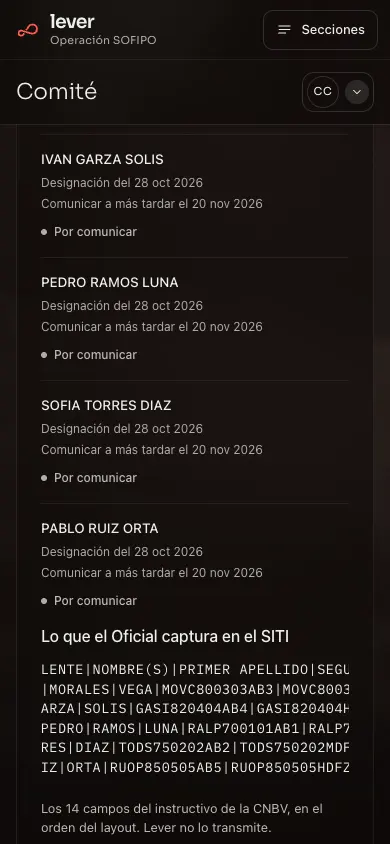 lever
Operación SOFIPO
Secciones
Comité
CC
IVAN GARZA SOLIS
Designación del 28 oct 2026
Comunicar a más tardar el 20 nov 2026
Por comunicar
PEDRO RAMOS LUNA
Designación del 28 oct 2026
Comunicar a más tardar el 20 nov 2026
Por comunicar
SOFIA TORRES DIAZ
Designación del 28 oct 2026
Comunicar a más tardar el 20 nov 2026
Por comunicar
PABLO RUIZ ORTA
Designación del 28 oct 2026
Comunicar a más tardar el 20 nov 2026
Por comunicar
Lo que el Oficial captura en el SITI
LENTE|NOMBRE(S)|PRIMER APELLIDO|SEGU
|MORALES|VEGA|MOVC800303AB3|MOVC8003
ARZA|SOLIS|GASI820404AB4|GASI820404H
PEDRO|RAMOS|LUNA|RALP700101AB1|RALP7
RES|DIAZ|TODS750202AB2|TODS750202MDF
IZ|ORTA|RUOP850505AB5|RUOP850505HDFZ
Los 14 campos del instructivo de la CNBV, en el
orden del layout. Lever no lo transmite.